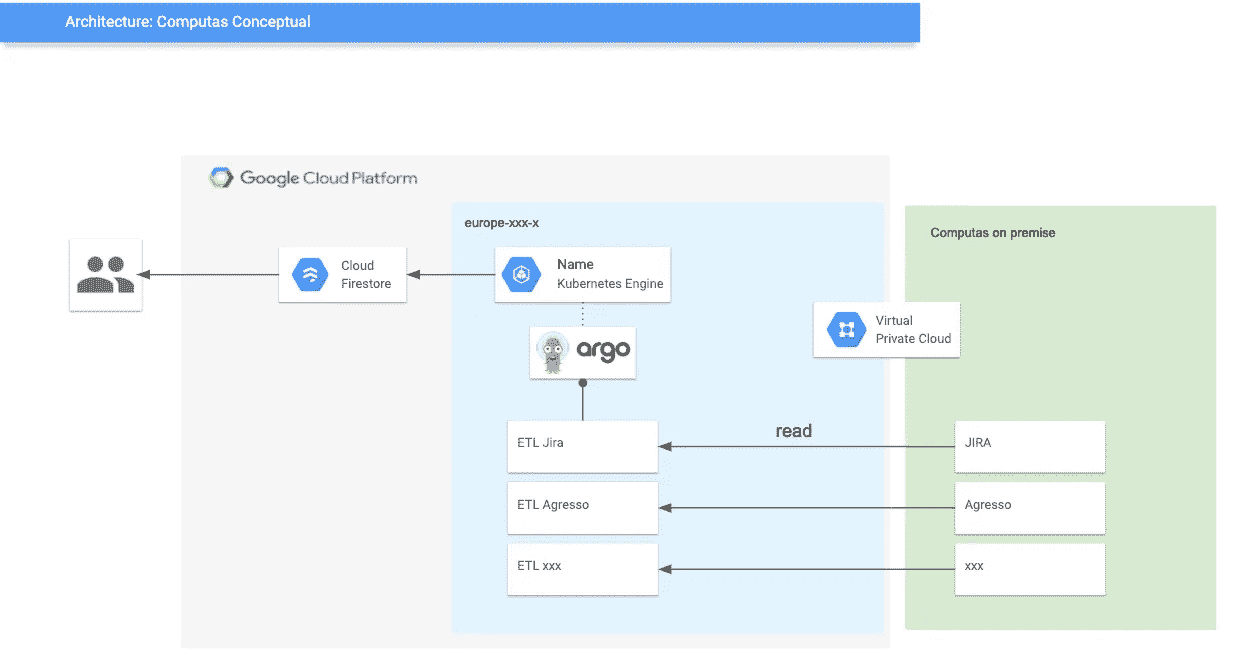 Architecture: Computas Conceptual
Google Cloud Platform
europe-xxx-x
Computas on premise
Cloud
Firestore
Name
Kubernetes Engine
Virtual
Private Cloud
argo
read
ETL Jira
JIRA
ETL Agresso
Agresso
ETL xxx
xxx